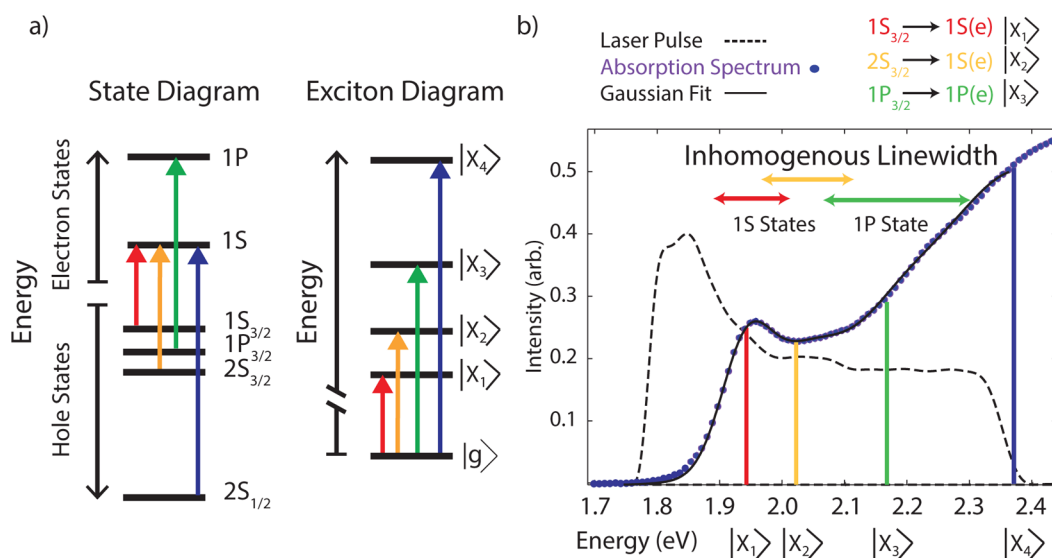 a)
State Diagram
Exciton Diagram
Energy
Electron States
Hole States
1P
1S
1S3/2
1P3/2
2S3/2
2S1/2
Energy
|X4⟩
|X3⟩
|X2⟩
|X1⟩
|g⟩
b)
Laser Pulse
Absorption Spectrum
Gaussian Fit
1S3/2 → 1S(e) |X1⟩
2S3/2 → 1S(e) |X2⟩
1P3/2 → 1P(e) |X3⟩
Inhomogenous Linewidth
1S States
1P State
Intensity (arb.)
0.5
0.4
0.3
0.2
0.1
1.7 1.8 1.9 2.0 2.1 2.2 2.3 2.4
Energy (eV) |X1⟩ |X2⟩ |X3⟩ |X4⟩